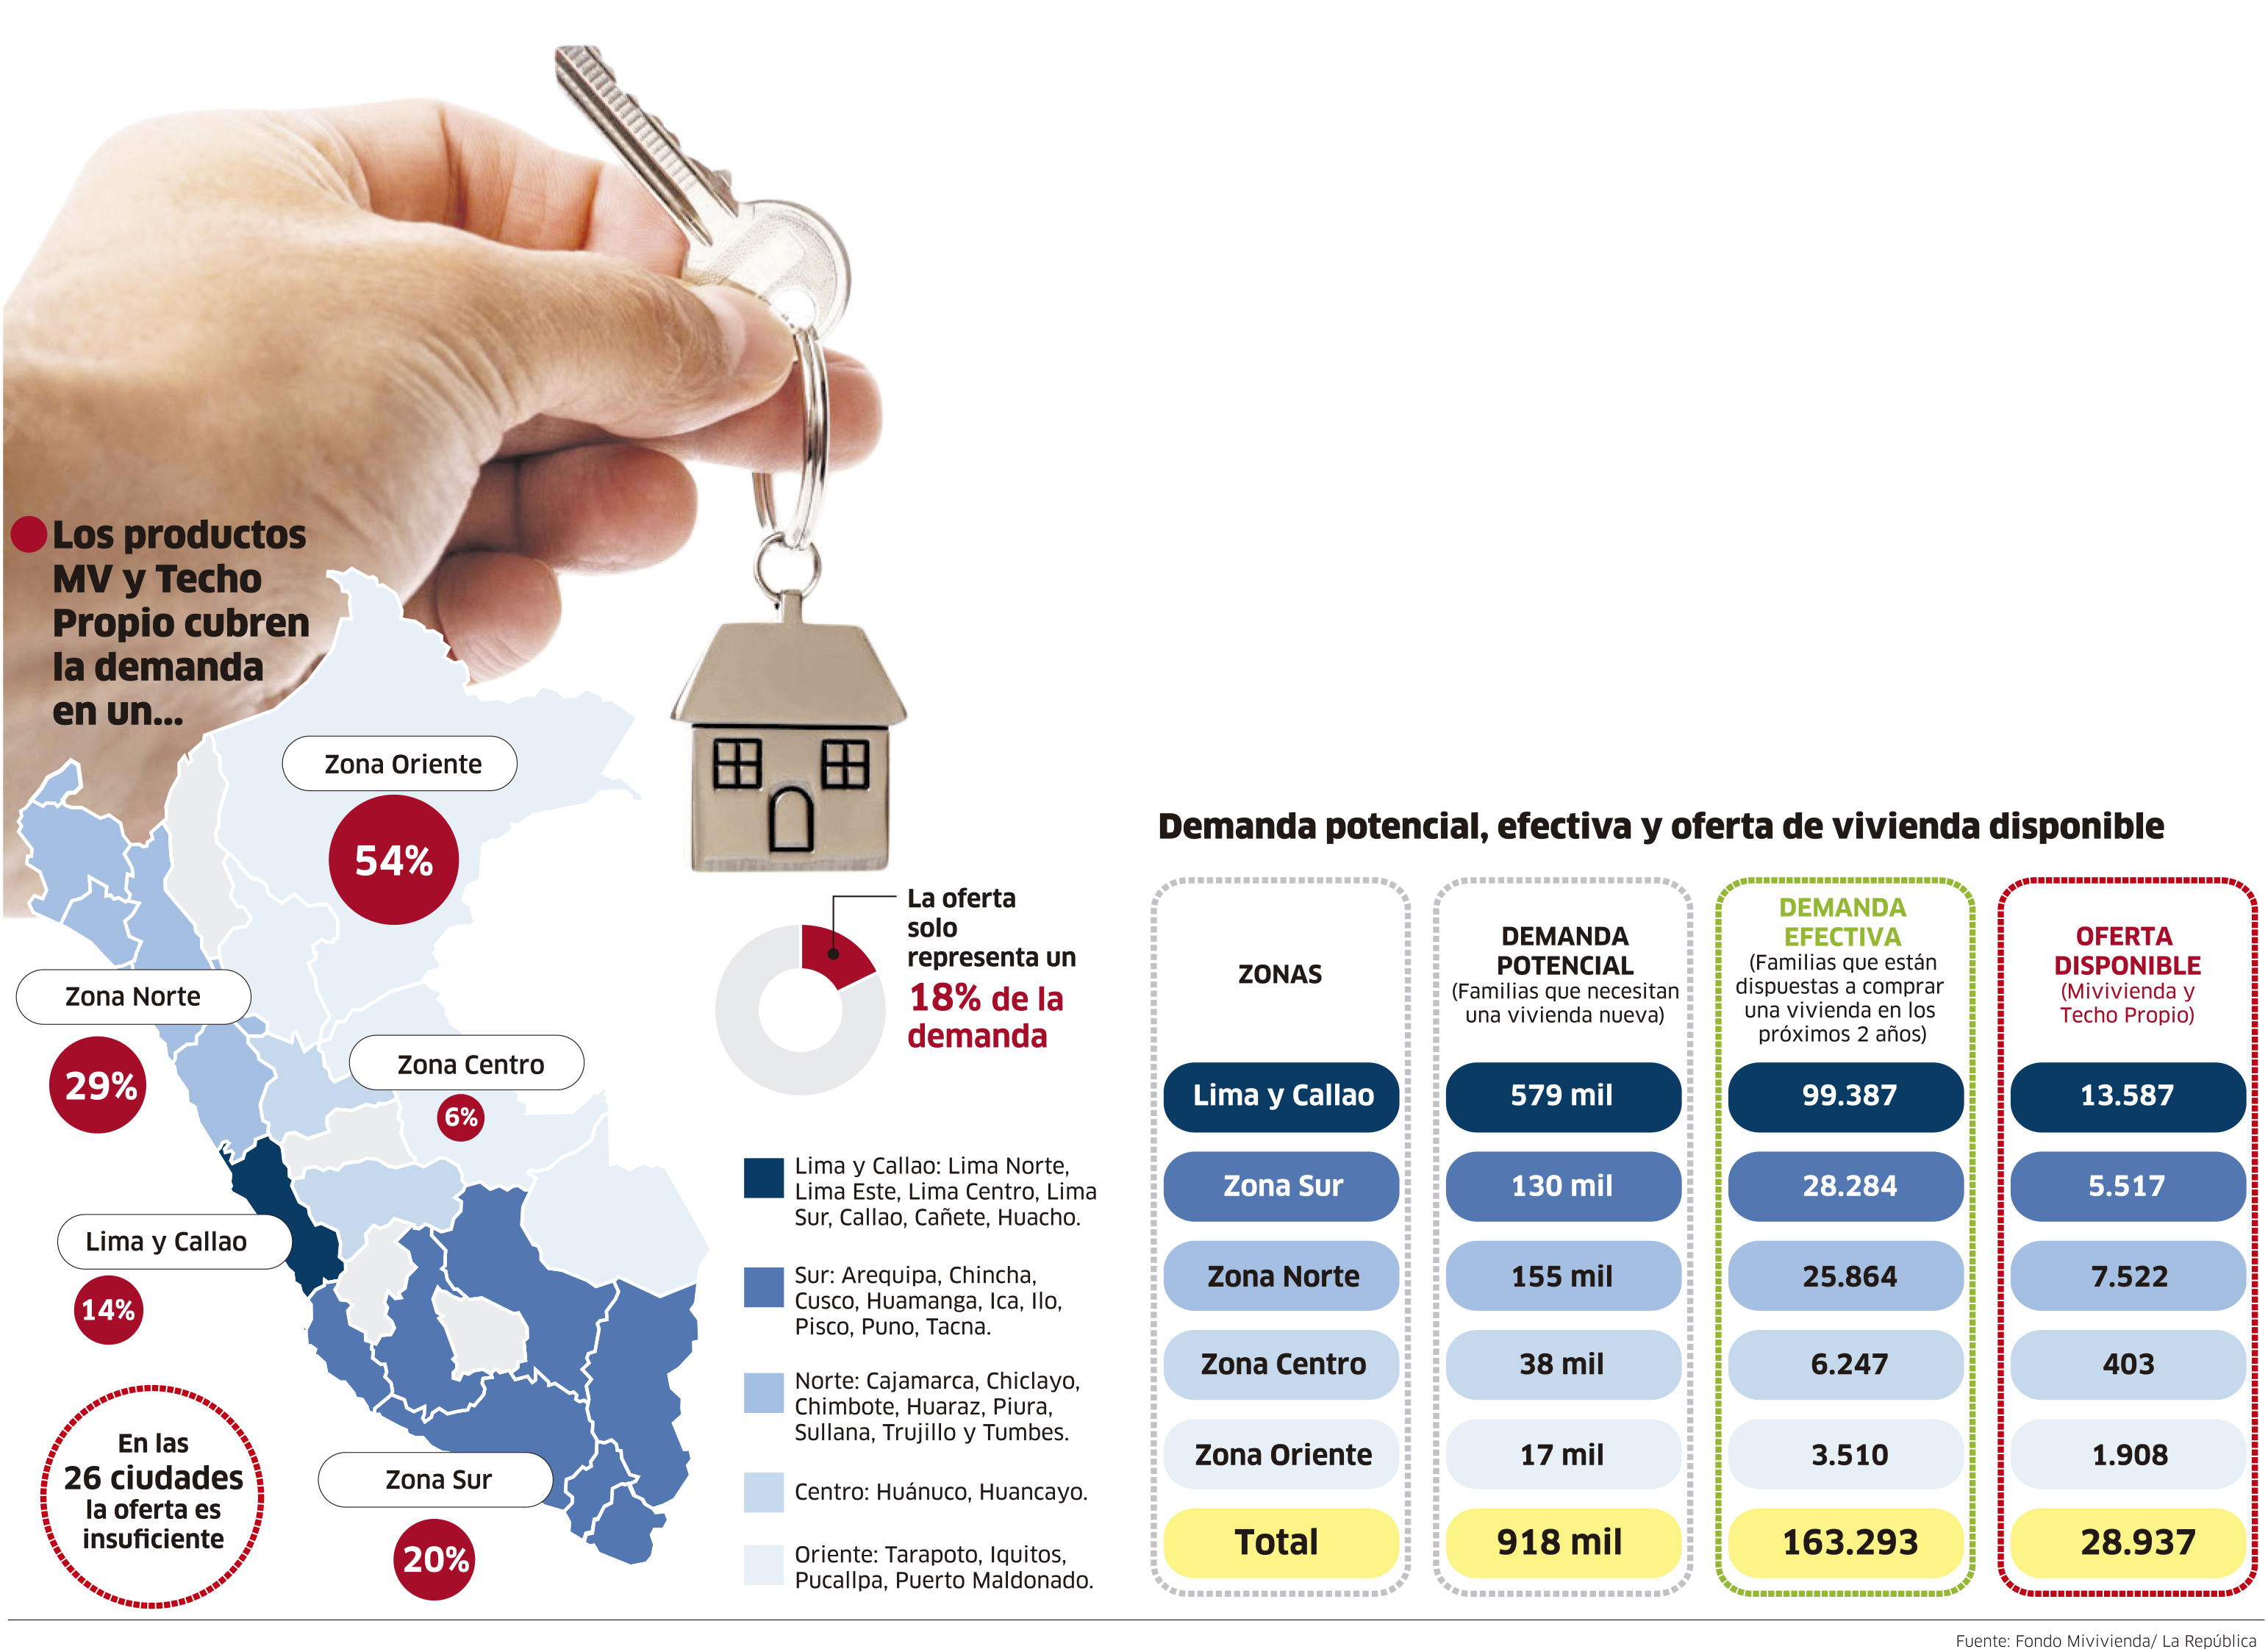 Los productos
MV y Techo
Propio cubren
la demanda
en un...
Zona Oriente
54%
Zona Norte
29%
Zona Centro
6%
Lima y Callao
14%
Zona Sur
20%
En las
26 ciudades
la oferta es
insuficiente
La oferta
solo
representa un
18% de la
demanda
Lima y Callao: Lima Norte,
Lima Este, Lima Centro, Lima
Sur, Callao, Cañete, Huacho.
Sur: Arequipa, Chincha,
Cusco, Huamanga, Ica, Ilo,
Pisco, Puno, Tacna.
Norte: Cajamarca, Chiclayo,
Chimbote, Huaraz, Piura,
Sullana, Trujillo y Tumbes.
Centro: Huánuco, Huancayo.
Oriente: Tarapoto, Iquitos,
Pucallpa, Puerto Maldonado.
Demanda potencial, efectiva y oferta de vivienda disponible
ZONAS
DEMANDA
POTENCIAL
(Familias que necesitan
una vivienda nueva)
DEMANDA
EFECTIVA
(Familias que están
dispuestas a comprar
una vivienda en los
próximos 2 años)
OFERTA
DISPONIBLE
(Mivivienda y
Techo Propio)
Lima y Callao 579 mil 99.387 13.587
Zona Sur 130 mil 28.284 5.517
Zona Norte 155 mil 25.864 7.522
Zona Centro 38 mil 6.247 403
Zona Oriente 17 mil 3.510 1.908
Total 918 mil 163.293 28.937
Fuente: Fondo Mivivienda/ La República